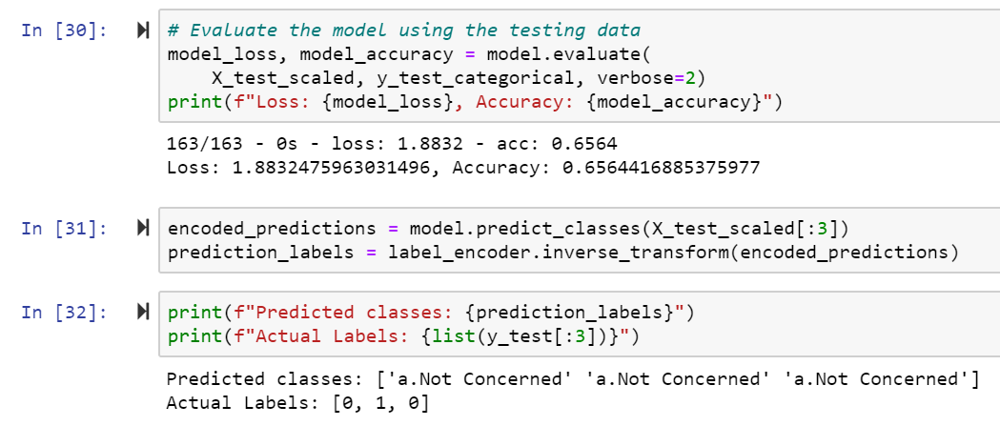 In [30]:
# Evaluate the model using the testing data
model_loss, model_accuracy = model.evaluate(
    X_test_scaled, y_test_categorical, verbose=2)
print(f"Loss: {model_loss}, Accuracy: {model_accuracy}")
163/163 - 0s - loss: 1.8832 - acc: 0.6564
Loss: 1.8832475963031496, Accuracy: 0.6564416885375977
In [31]:
encoded_predictions = model.predict_classes(X_test_scaled[:3])
prediction_labels = label_encoder.inverse_transform(encoded_predictions)
In [32]:
print(f"Predicted classes: {prediction_labels}")
print(f"Actual Labels: {list(y_test[:3])}")
Predicted classes: ['a.Not Concerned' 'a.Not Concerned' 'a.Not Concerned']
Actual Labels: [0, 1, 0]